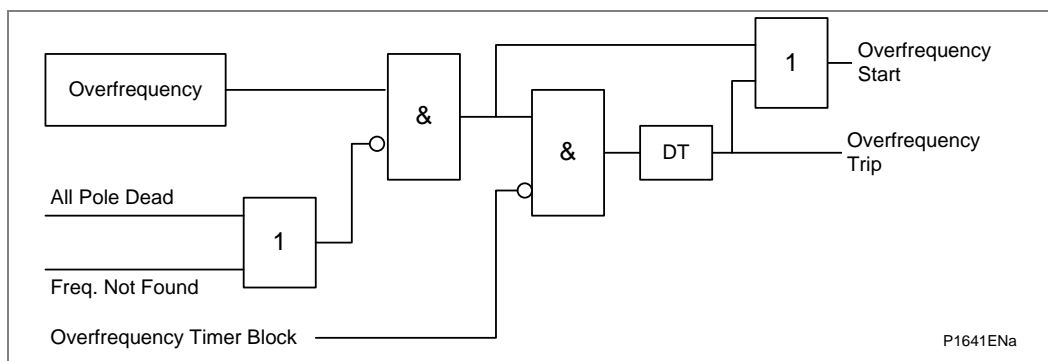 Overfrequency
&
1
Overfrequency
Start
&
DT
Overfrequency
Trip
All Pole Dead
1
Freq. Not Found
Overfrequency Timer Block
P1641ENa